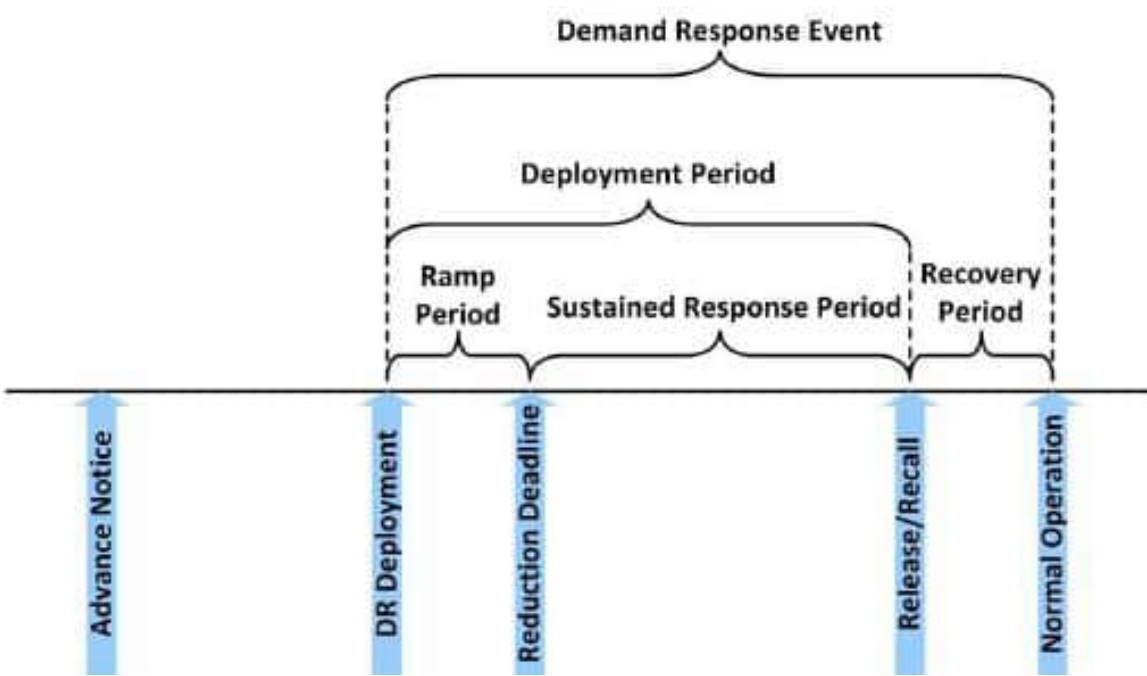 Demand Response Event
Deployment Period
Ramp
Period
Sustained Response Period
Recovery
Period
Advance Notice
DR Deployment
Reduction Deadline
Release/Recall
Normal Operation